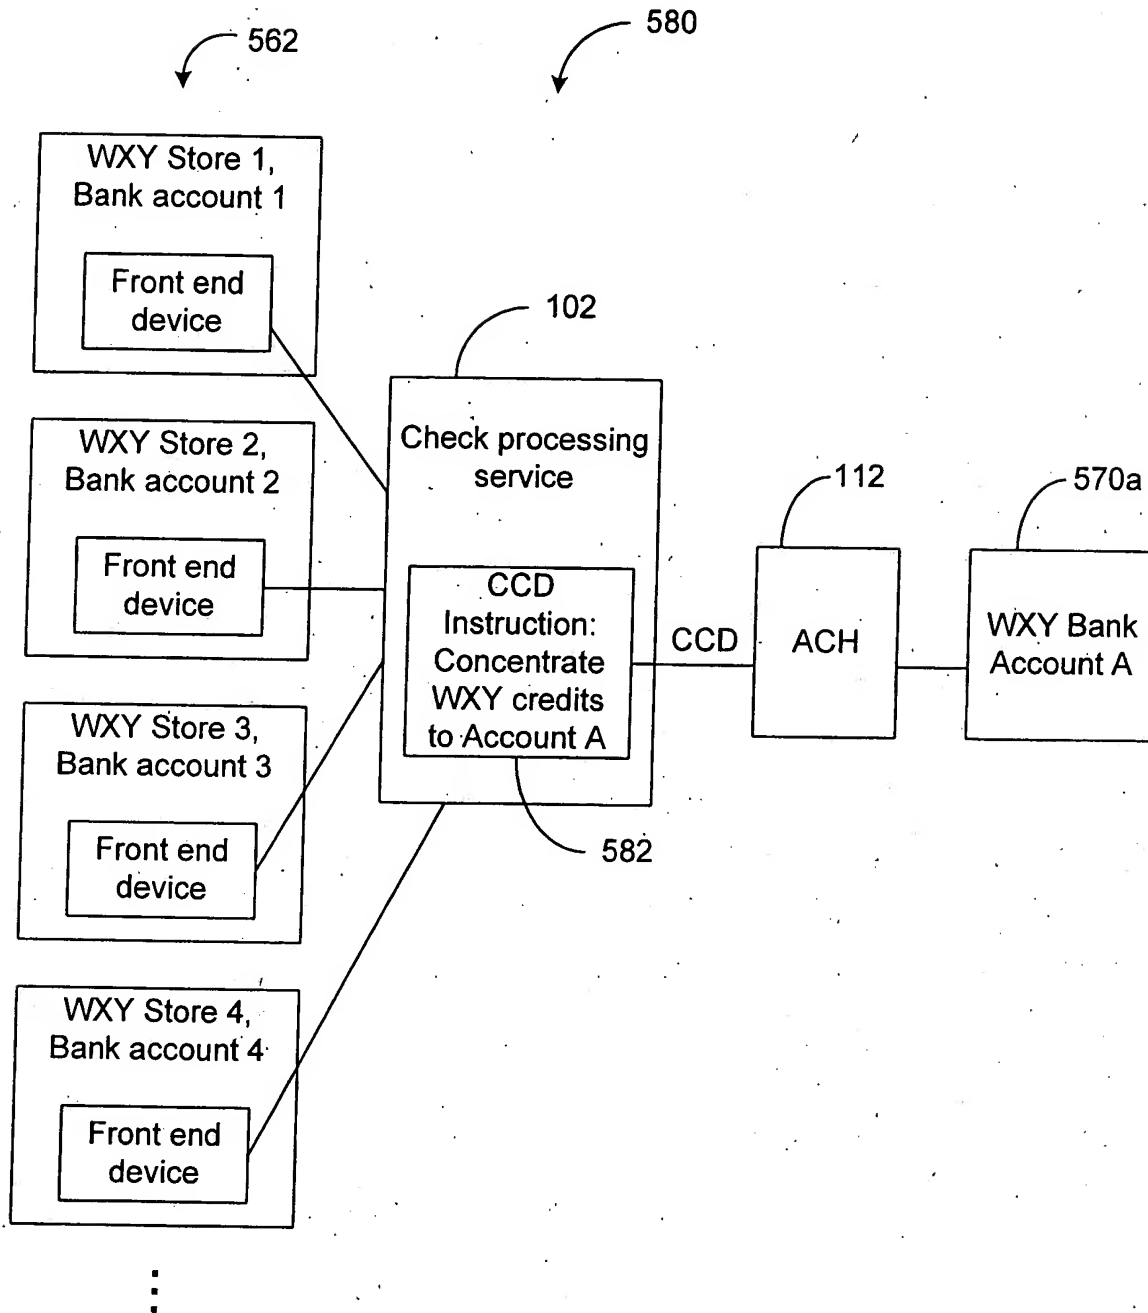 562
580
WXY Store 1,
Bank account 1
Front end
device
WXY Store 2,
Bank account 2
Front end
device
WXY Store 3,
Bank account 3
Front end
device
WXY Store 4,
Bank account 4
Front end
device
102
Check processing
service
CCD
Instruction:
Concentrate
WXY credits
to Account A
582
CCD
112
ACH
570a
WXY Bank
Account A